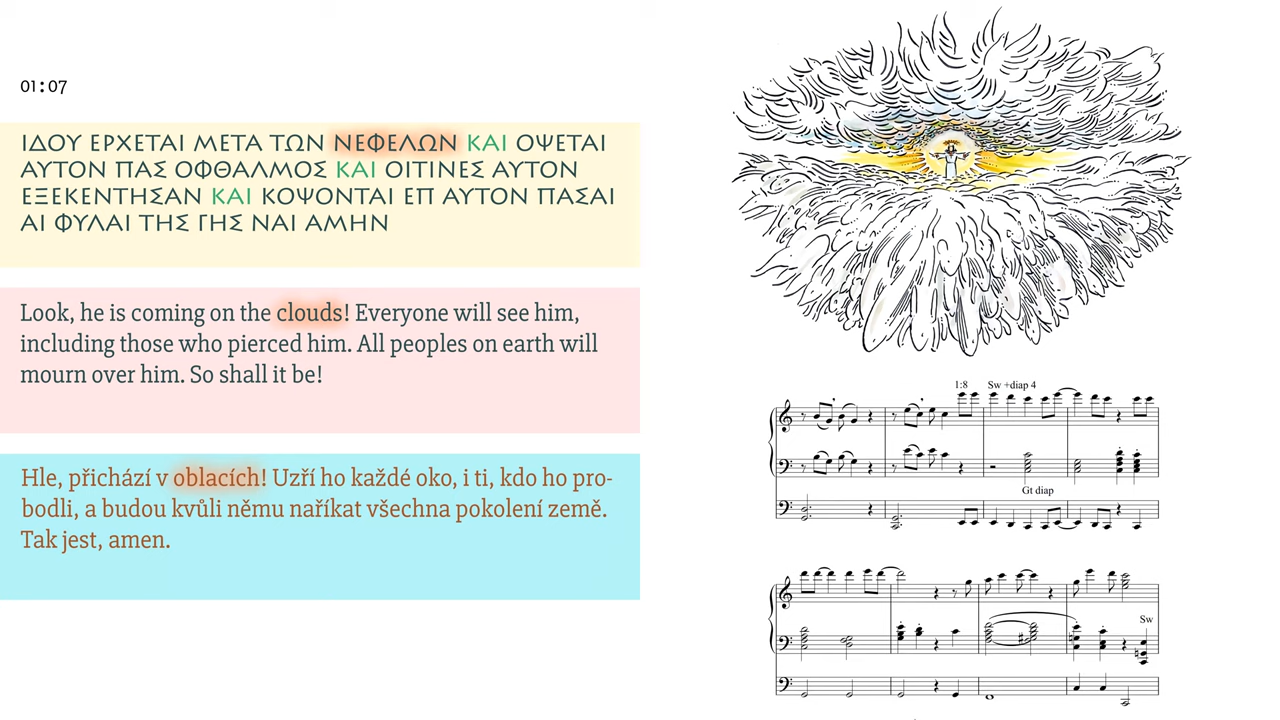 01:07
ΙΔΟΥ ΕΡΧΕΤΑΙ ΜΕΤΑ ΤΩΝ ΝΕΦΕΛΩΝ ΚΑΙ ΟΨΕΤΑΙ
ΑΥΤΟΝ ΠΑΣ ΟΦΘΑΛΜΟΣ ΚΑΙ ΟΙΤΙΝΕΣ ΑΥΤΟΝ
ΕΞΕΚΕΝΤΗΣΑΝ ΚΑΙ ΚΟΨΟΝΤΑΙ ΕΠ ΑΥΤΟΝ ΠΑΣΑΙ
ΑΙ ΦΥΛΑΙ ΤΗΣ ΓΗΣ ΝΑΙ ΑΜΗΝ
Look, he is coming on the clouds! Everyone will see him,
including those who pierced him. All peoples on earth will
mourn over him. So shall it be!
Hle, přichází v oblacích! Uzří ho každé oko, i ti, kdo ho pro-
bodli, a budou kvůli němu naříkat všechna pokolení země.
Tak jest, amen.
1:8 Sw +diap 4
Gt diap
Sw